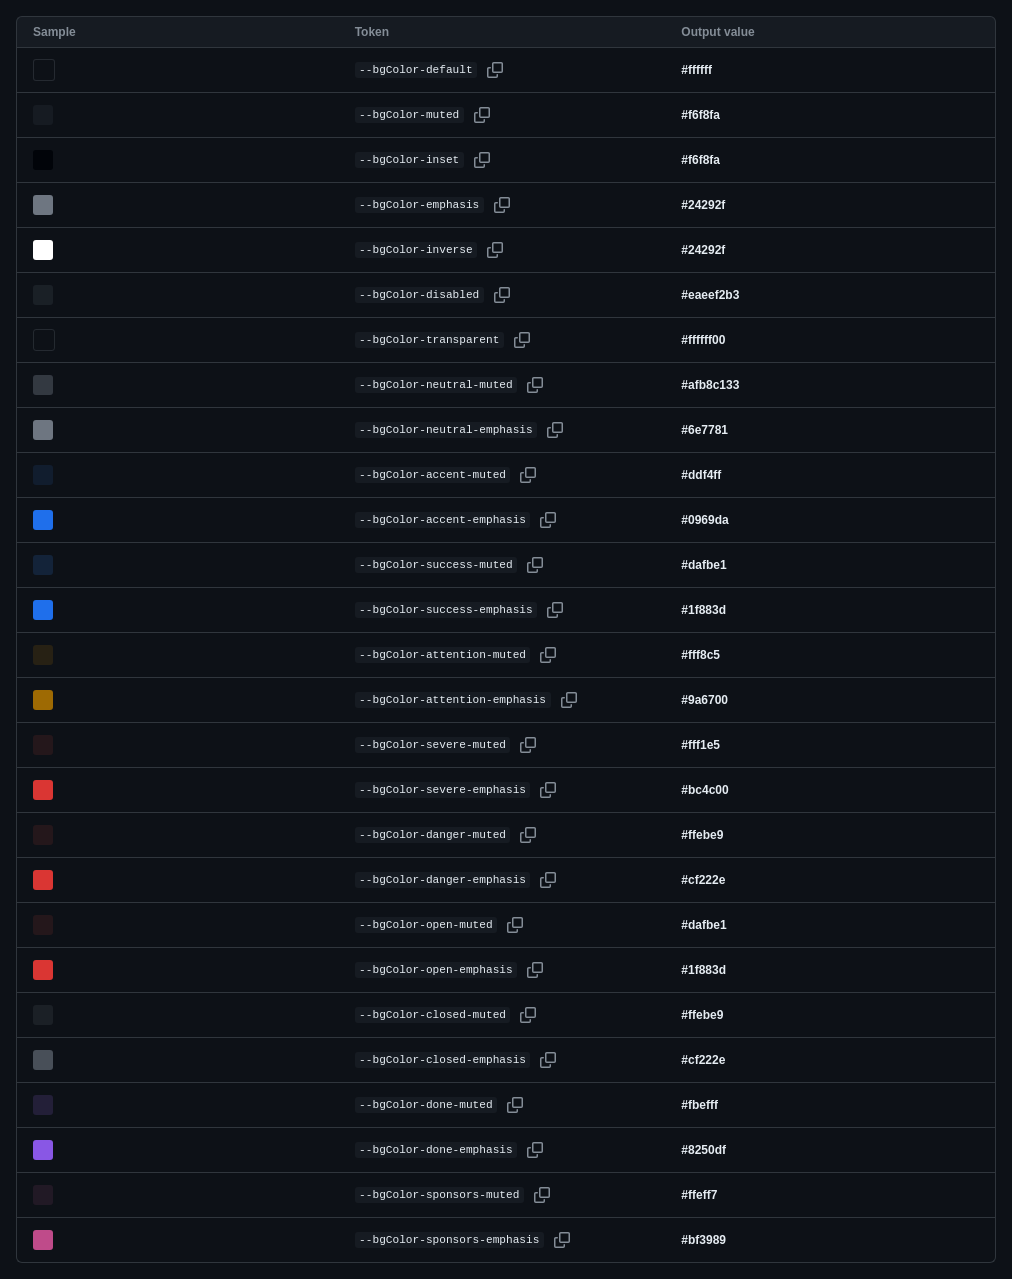 Sample Token Output value
--bgColor-default #ffffff
--bgColor-muted #f6f8fa
--bgColor-inset #f6f8fa
--bgColor-emphasis #24292f
--bgColor-inverse #24292f
--bgColor-disabled #eaeef2b3
--bgColor-transparent #ffffff00
--bgColor-neutral-muted #afb8c133
--bgColor-neutral-emphasis #6e7781
--bgColor-accent-muted #ddf4ff
--bgColor-accent-emphasis #0969da
--bgColor-success-muted #dafbe1
--bgColor-success-emphasis #1f883d
--bgColor-attention-muted #fff8c5
--bgColor-attention-emphasis #9a6700
--bgColor-severe-muted #fff1e5
--bgColor-severe-emphasis #bc4c00
--bgColor-danger-muted #ffebe9
--bgColor-danger-emphasis #cf222e
--bgColor-open-muted #dafbe1
--bgColor-open-emphasis #1f883d
--bgColor-closed-muted #ffebe9
--bgColor-closed-emphasis #cf222e
--bgColor-done-muted #fbefff
--bgColor-done-emphasis #8250df
--bgColor-sponsors-muted #ffeff7
--bgColor-sponsors-emphasis #bf3989